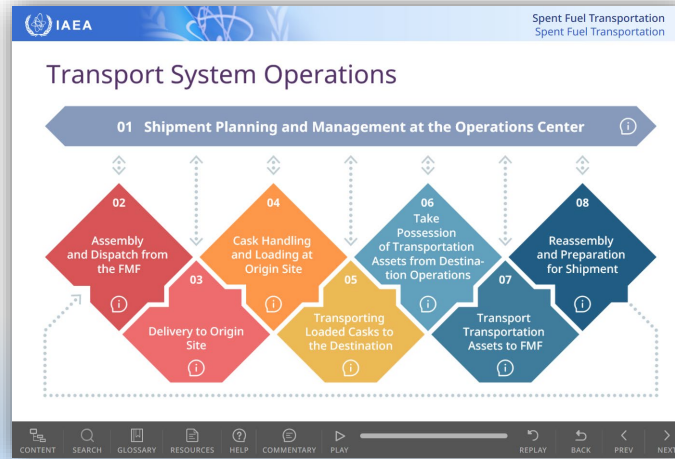 IAEA
Spent Fuel Transportation
Spent Fuel Transportation
Transport System Operations
01 Shipment Planning and Management at the Operations Center
02
Assembly
and Dispatch from
the FMF
03
Delivery to Origin
Site
04
Cask Handling
and Loading at
Origin Site
05
Transporting
Loaded Casks to
the Destination
06
Take
Possession
of Transportation
Assets from Destina-
tion Operations
07
Transport
Transportation
Assets to FMF
08
Reassembly
and Preparation
for Shipment
CONTENT
SEARCH
GLOSSARY
RESOURCES
HELP
COMMENTARY
PLAY
REPLAY
BACK
PREV
NEXT